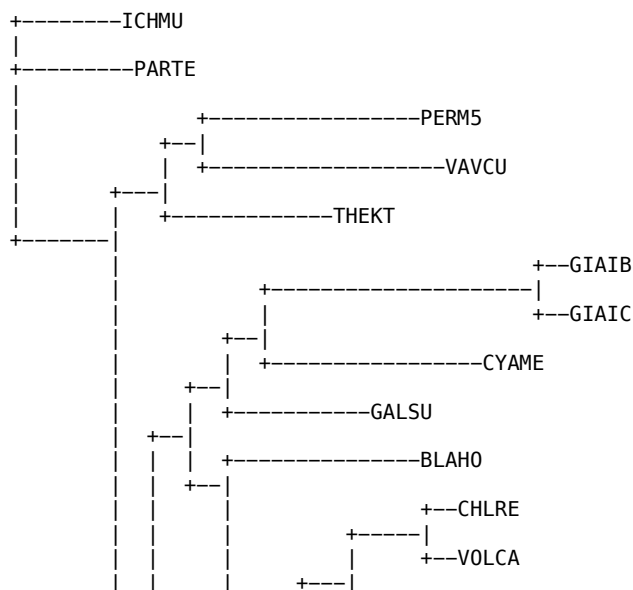 ICHMU
PARTE
PERM5
VAVCU
THEKT
GIAIB
GIAIC
CYAME
GALSU
BLAHO
CHLRE
VOLCA